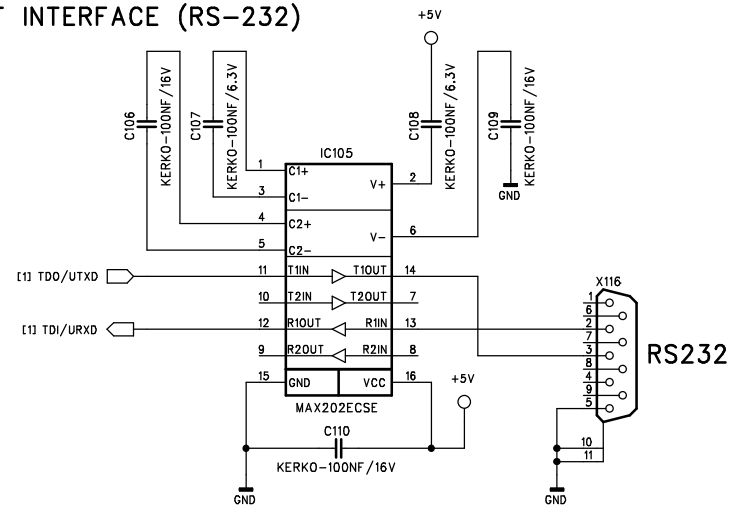 T INTERFACE (RS-232)
+5V
C106
KERKO-100NF/16V
C107
KERKO-100NF/6.3V
C108
KERKO-100NF/6.3V
C109
KERKO-100NF/16V
GND
IC105
1 C1+
3 C1-
V+ 2
4 C2+
V- 6
5 C2-
[1] TDO/UTXD 11 T1IN T1OUT 14
10 T2IN T2OUT 7
[1] TDI/URXD 12 R1OUT R1IN 13
9 R2OUT R2IN 8
15 GND VCC 16
MAX202ECSE
+5V
C110
KERKO-100NF/16V
GND
X116
1
6
2
7
3
8
4
9
5
10
11
RS232
GND